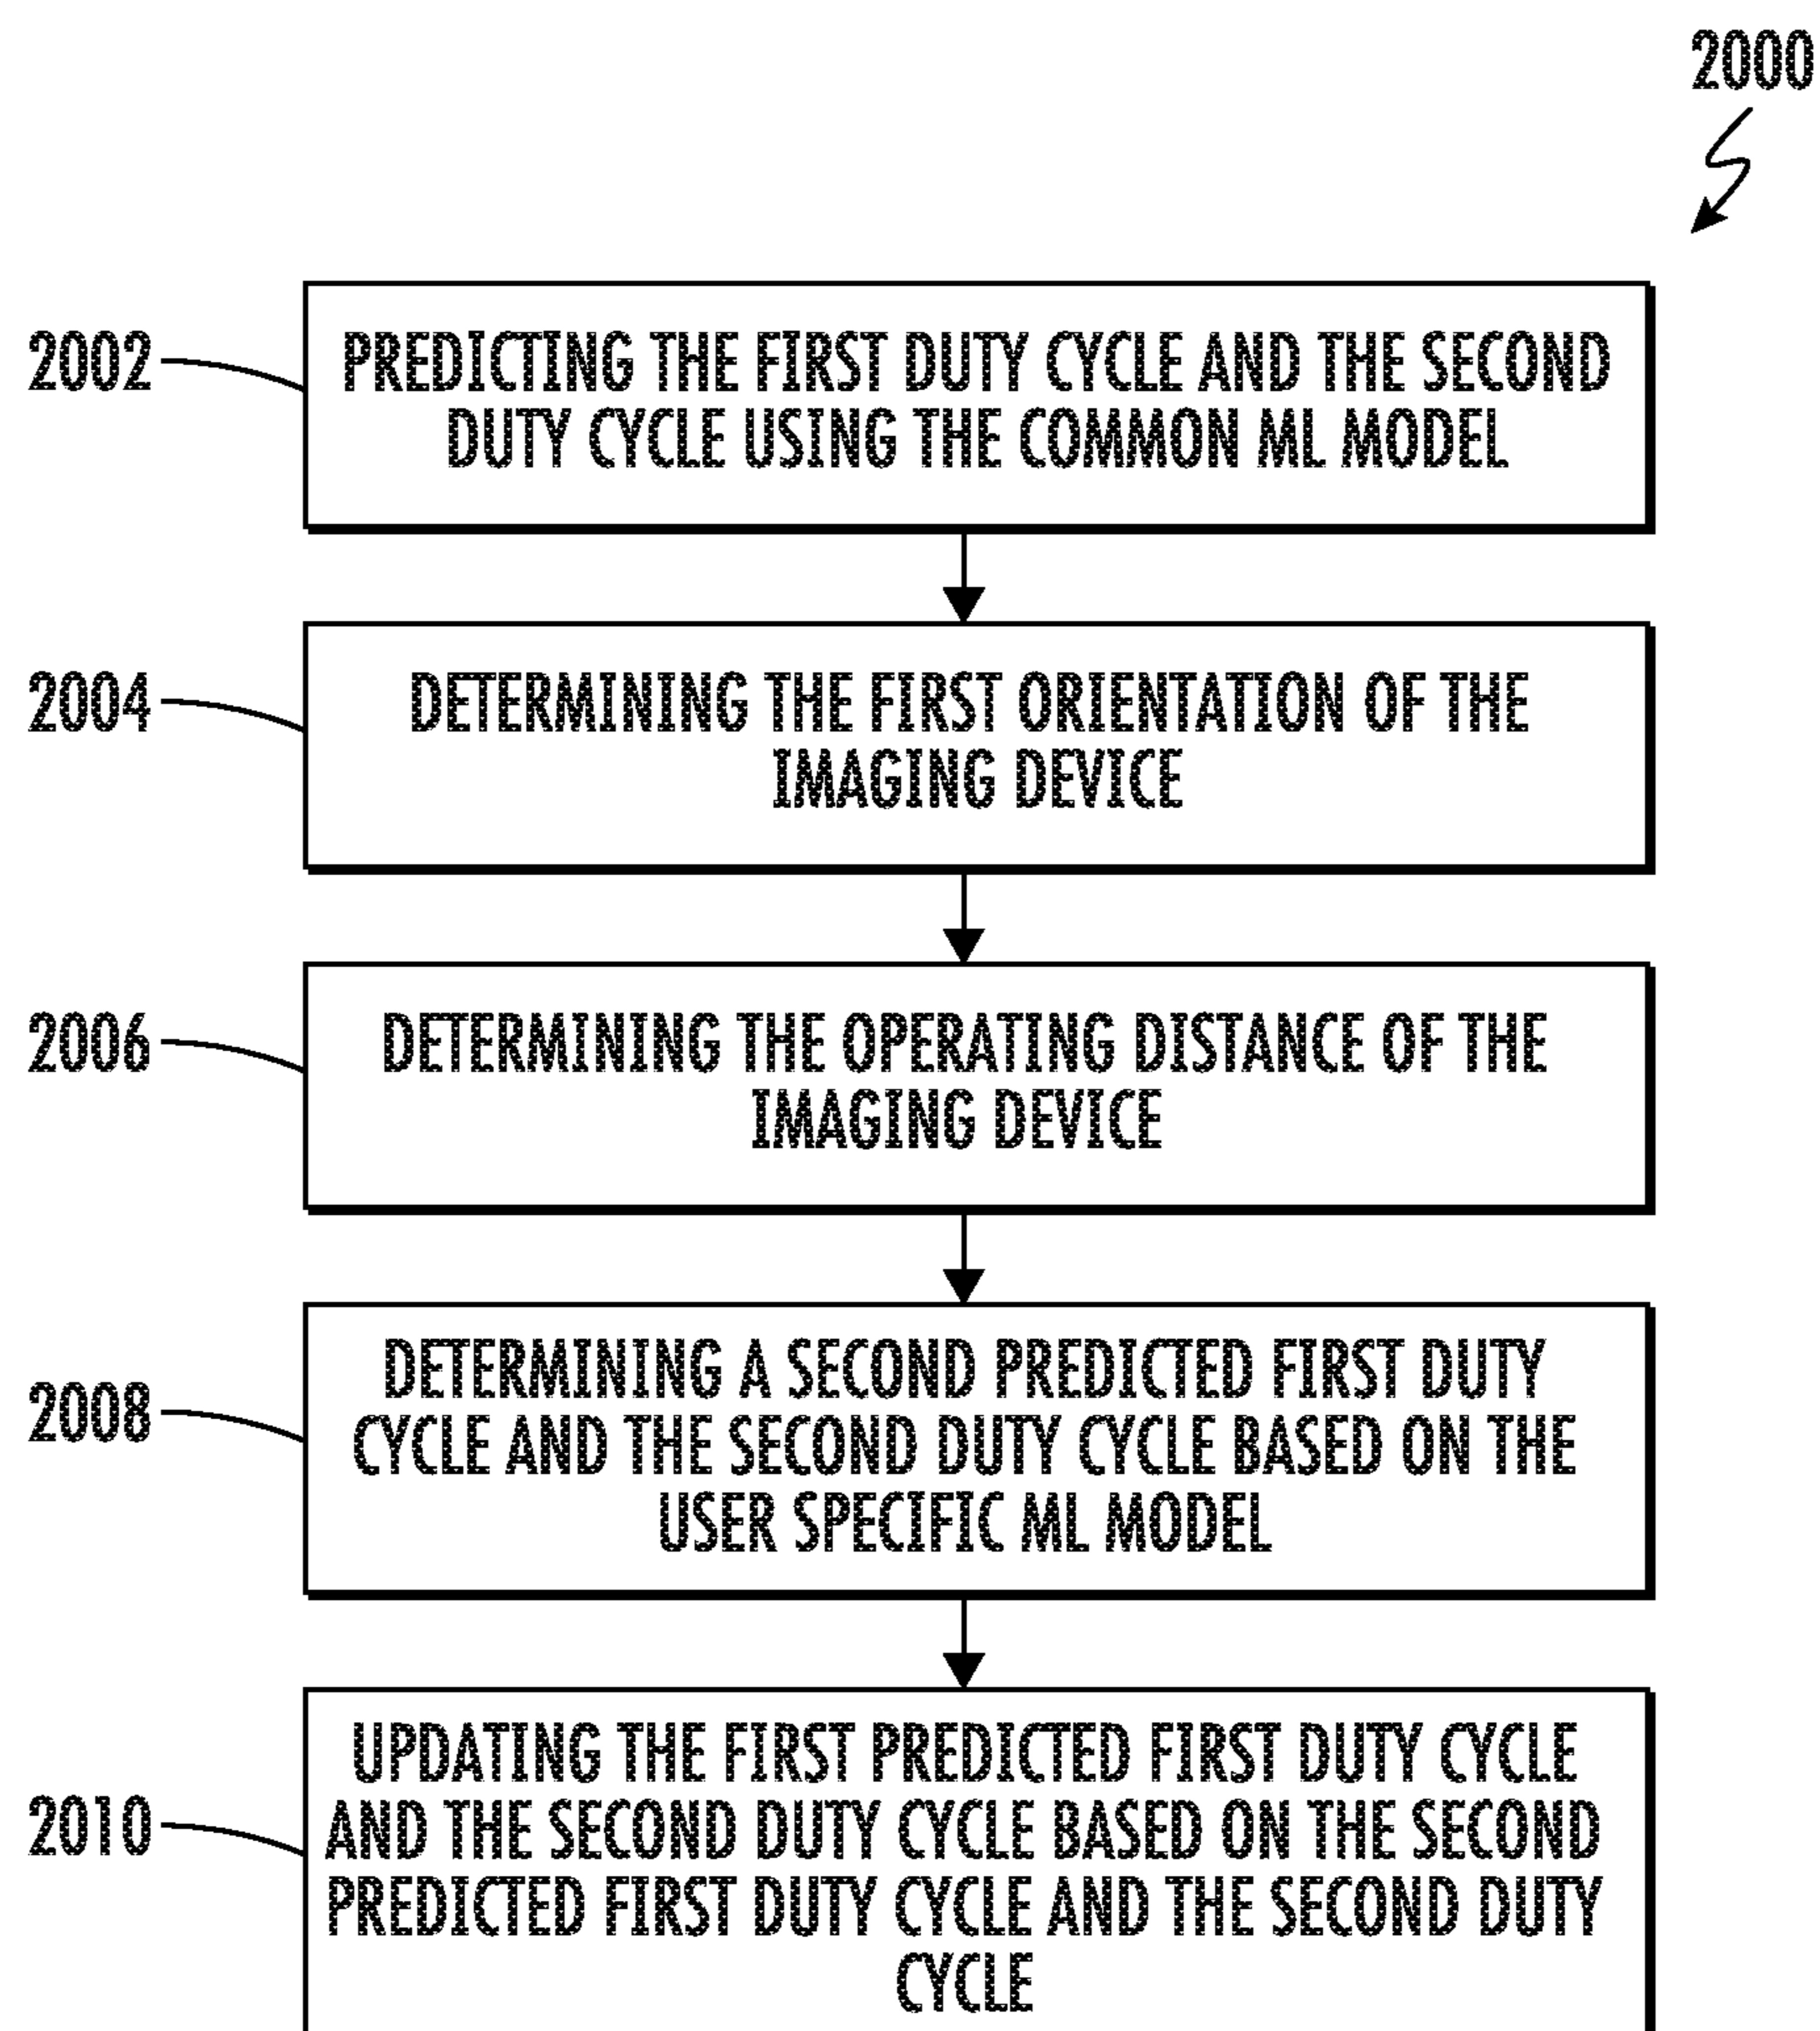 2000
2002
PREDICTING THE FIRST DUTY CYCLE AND THE SECOND
DUTY CYCLE USING THE COMMON ML MODEL
2004
DETERMINING THE FIRST ORIENTATION OF THE
IMAGING DEVICE
2006
DETERMINING THE OPERATING DISTANCE OF THE
IMAGING DEVICE
2008
DETERMINING A SECOND PREDICTED FIRST DUTY
CYCLE AND THE SECOND DUTY CYCLE BASED ON THE
USER SPECIFIC ML MODEL
2010
UPDATING THE FIRST PREDICTED FIRST DUTY CYCLE
AND THE SECOND DUTY CYCLE BASED ON THE SECOND
PREDICTED FIRST DUTY CYCLE AND THE SECOND DUTY
CYCLE